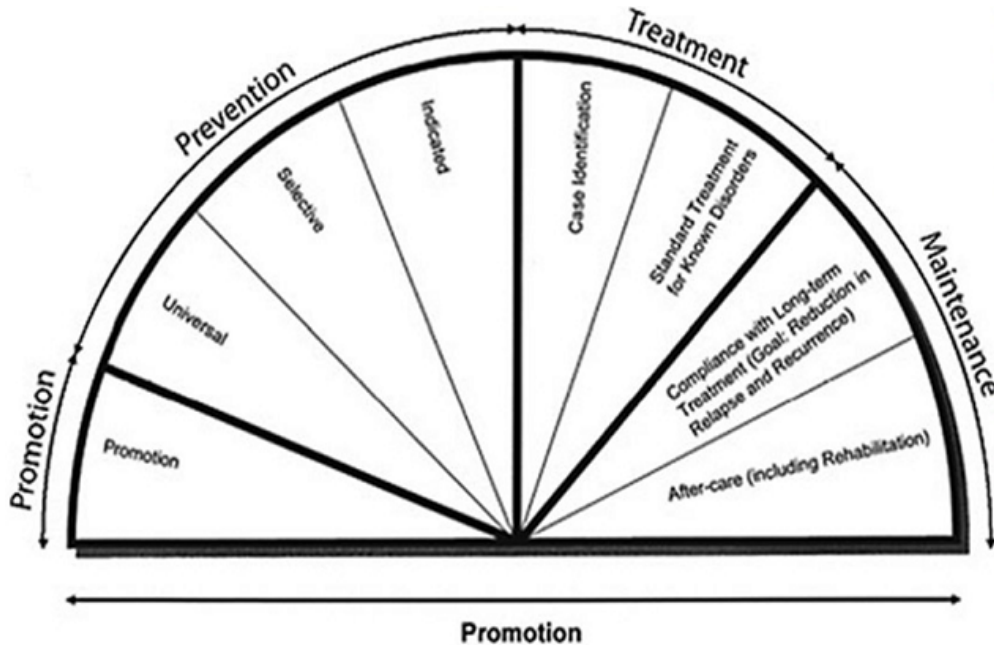 Treatment
Prevention
Maintenance
Promotion
Indicated
Case Identification
Selective
Standard Treatment
for Known Disorders
Universal
Compliance with Long-term
Treatment (Goal: Reduction in
Relapse and Recurrence)
Promotion
After-care (including Rehabilitation)
Promotion